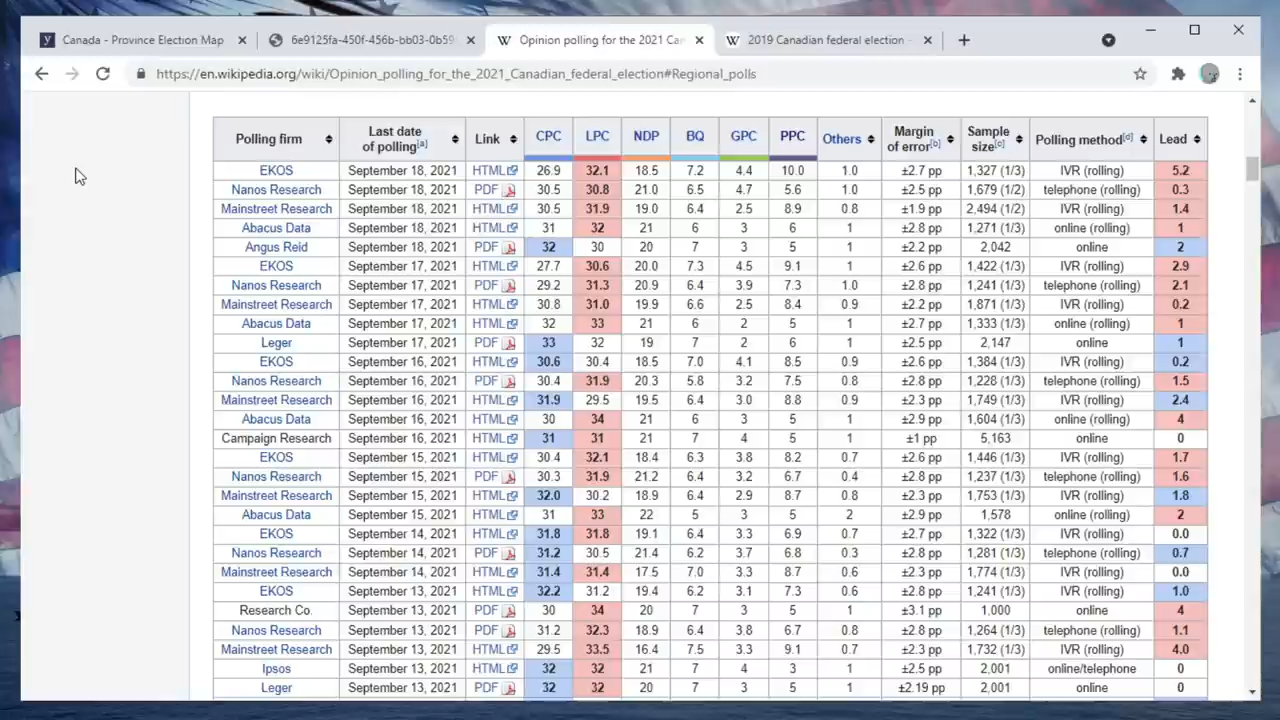 Canada - Province Election Map
6e9125fa-450f-456b-bb03-0b59
Opinion polling for the 2021 Ca
2019 Canadian federal election -
https://en.wikipedia.org/wiki/Opinion_polling_for_the_2021_Canadian_federal_election#Regional_polls
Polling firm Last date of polling[a] Link CPC LPC NDP BQ GPC PPC Others Margin of error[b] Sample size[c] Polling method[d] Lead
EKOS September 18, 2021 HTML 26.9 32.1 18.5 7.2 4.4 10.0 1.0 ±2.7 pp 1,327 (1/3) IVR (rolling) 5.2
Nanos Research September 18, 2021 PDF 30.5 30.8 21.0 6.5 4.7 5.6 1.0 ±2.7 pp 1,679 (1/2) telephone (rolling) 0.3
Mainstreet Research September 18, 2021 HTML 30.5 31.9 19.0 6.4 2.5 8.9 0.8 ±1.9 pp 2,494 (1/2) IVR (rolling) 1.4
Abacus Data September 18, 2021 HTML 31 32 21 6 3 6 1 ±2.8 pp 1,271 (1/3) online (rolling) 1
Angus Reid September 18, 2021 PDF 32 30 20 7 3 5 1 ±2.2 pp 2,042 online 2
EKOS September 17, 2021 HTML 27.7 30.6 20.0 7.3 4.5 9.1 1 ±2.6 pp 1,422 (1/3) IVR (rolling) 2.9
Nanos Research September 17, 2021 PDF 29.2 31.3 20.9 6.4 3.9 7.3 1.0 ±2.8 pp 1,241 (1/3) telephone (rolling) 2.1
Mainstreet Research September 17, 2021 HTML 30.8 31.0 19.9 6.6 2.5 8.4 0.9 ±2.2 pp 1,871 (1/3) IVR (rolling) 0.2
Abacus Data September 17, 2021 HTML 32 33 21 6 2 5 1 ±2.7 pp 1,333 (1/3) online (rolling) 1
Leger September 17, 2021 PDF 33 32 19 7 2 6 1 ±2.5 pp 2,147 online 1
EKOS September 16, 2021 HTML 30.6 30.4 18.5 7.0 4.1 8.5 0.9 ±2.6 pp 1,384 (1/3) IVR (rolling) 0.2
Nanos Research September 16, 2021 PDF 30.4 31.9 20.3 5.8 3.2 7.5 0.8 ±2.8 pp 1,228 (1/3) telephone (rolling) 1.5
Mainstreet Research September 16, 2021 HTML 31.9 29.5 19.5 6.4 3.0 8.8 0.9 ±2.3 pp 1,749 (1/3) IVR (rolling) 2.4
Abacus Data September 16, 2021 HTML 30 34 21 6 3 5 1 ±2.9 pp 1,604 (1/3) online (rolling) 4
Campaign Research September 16, 2021 HTML 31 31 21 7 4 5 1 ±1 pp 5,163 online 0
EKOS September 15, 2021 HTML 30.4 32.1 18.4 6.3 3.8 8.2 0.7 ±2.6 pp 1,446 (1/3) IVR (rolling) 1.7
Nanos Research September 15, 2021 PDF 30.3 31.9 21.2 6.4 3.2 6.7 0.4 ±2.8 pp 1,237 (1/3) telephone (rolling) 1.6
Mainstreet Research September 15, 2021 HTML 32.0 30.2 18.9 6.4 2.9 8.7 0.8 ±2.3 pp 1,753 (1/3) IVR (rolling) 1.8
Abacus Data September 15, 2021 HTML 31 33 22 5 3 5 2 ±2.9 pp 1,578 online (rolling) 2
EKOS September 14, 2021 HTML 31.8 31.8 19.1 6.4 3.3 6.9 0.7 ±2.7 pp 1,322 (1/3) IVR (rolling) 0.0
Nanos Research September 14, 2021 PDF 31.2 30.5 21.4 6.2 3.7 6.8 0.3 ±2.8 pp 1,281 (1/3) telephone (rolling) 0.7
Mainstreet Research September 14, 2021 HTML 31.4 31.4 17.5 7.0 3.3 8.7 0.6 ±2.3 pp 1,774 (1/3) IVR (rolling) 0.0
EKOS September 13, 2021 HTML 32.2 31.2 19.4 6.2 3.1 7.3 0.6 ±2.8 pp 1,241 (1/3) IVR (rolling) 1.0
Research Co. September 13, 2021 PDF 30 34 20 7 3 5 1 ±3.1 pp 1,000 online 4
Nanos Research September 13, 2021 PDF 31.2 32.3 18.9 6.4 3.8 6.7 0.8 ±2.8 pp 1,264 (1/3) telephone (rolling) 1.1
Mainstreet Research September 13, 2021 HTML 29.5 33.5 16.4 7.5 3.3 9.1 0.7 ±2.3 pp 1,732 (1/3) IVR (rolling) 4.0
Ipsos September 13, 2021 HTML 32 32 21 7 4 3 1 ±2.5 pp 2,001 online/telephone 0
Leger September 13, 2021 PDF 32 32 20 7 3 5 1 ±2.19 pp 2,001 online 0